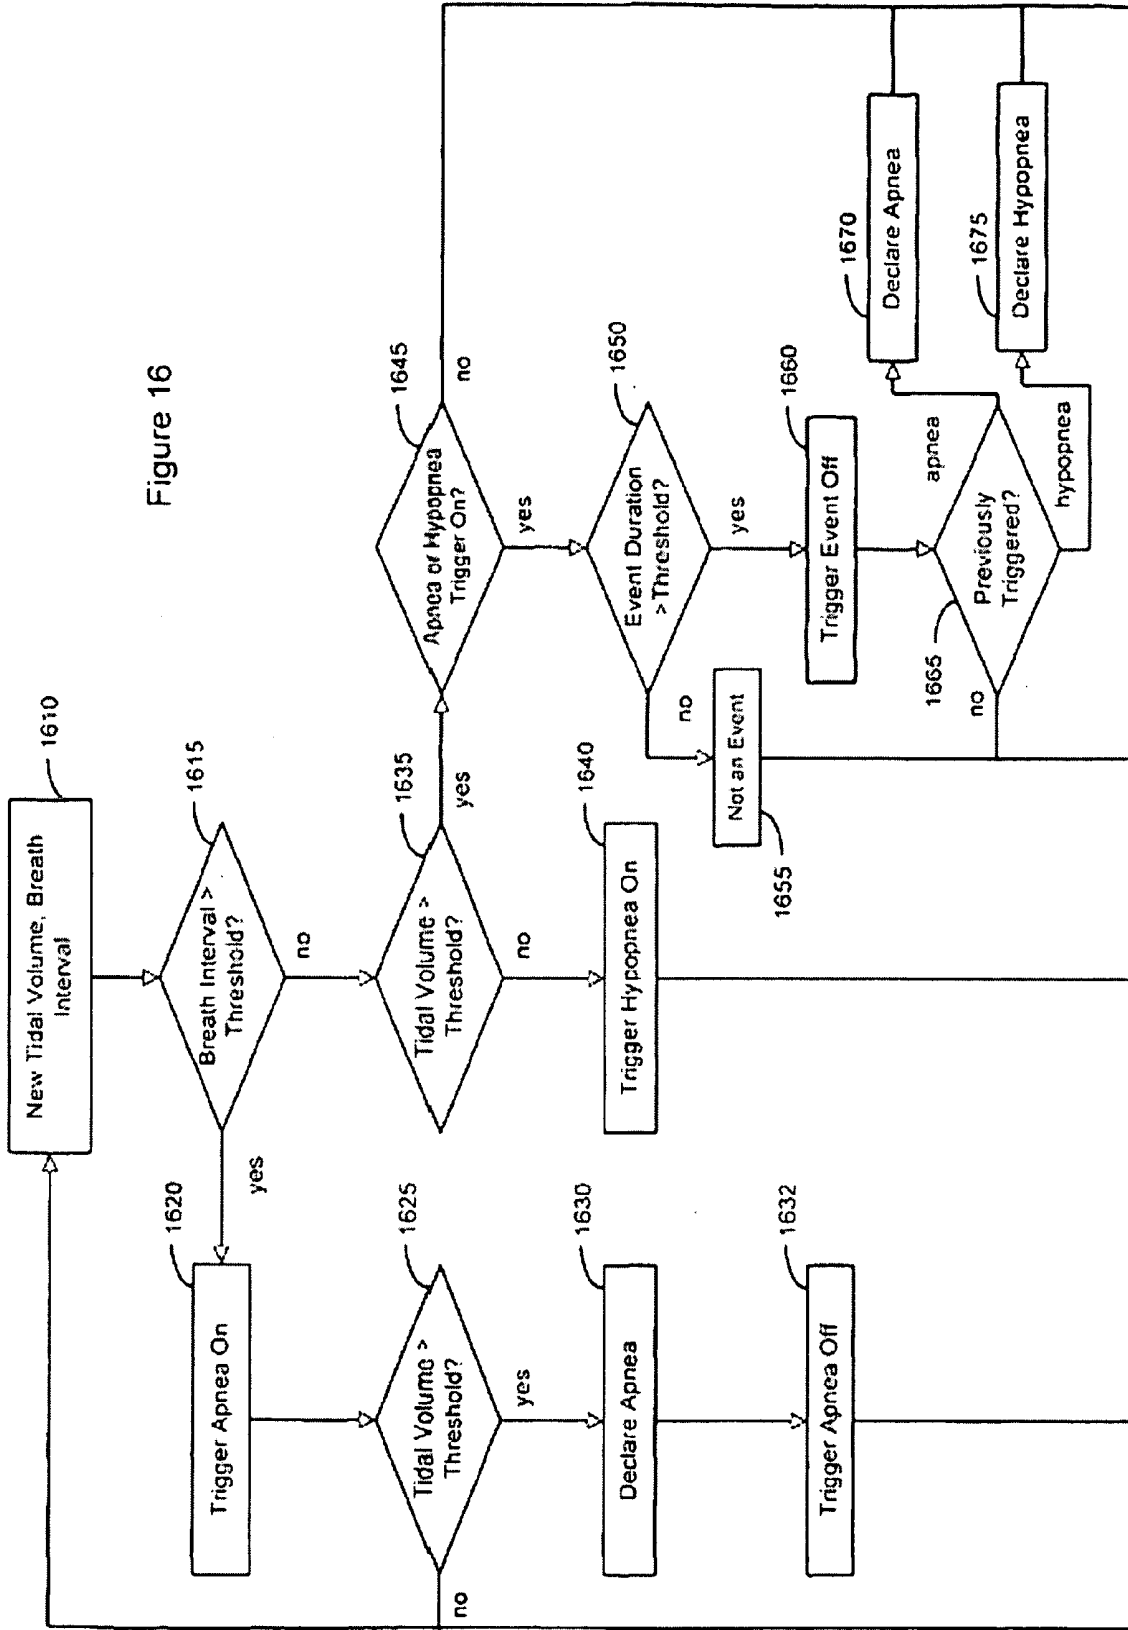 Figure 16
New Tidal Volume, Breath
Interval
1610
Breath Interval >
Threshold?
1615
yes
no
Trigger Apnea On
1620
Tidal Volume >
Threshold?
1625
no
yes
Declare Apnea
1630
Trigger Apnea Off
1632
Tidal Volume >
Threshold?
1635
yes
no
Trigger Hypopnea On
1640
Apnea or Hypopnea
Trigger On?
1645
no
yes
Event Duration
>Threshold?
1650
no
yes
Not an Event
1655
Trigger Event Off
1660
Previously
Triggered?
1665
no
apnea
hypopnea
Declare Apnea
1670
Declare Hypopnea
1675